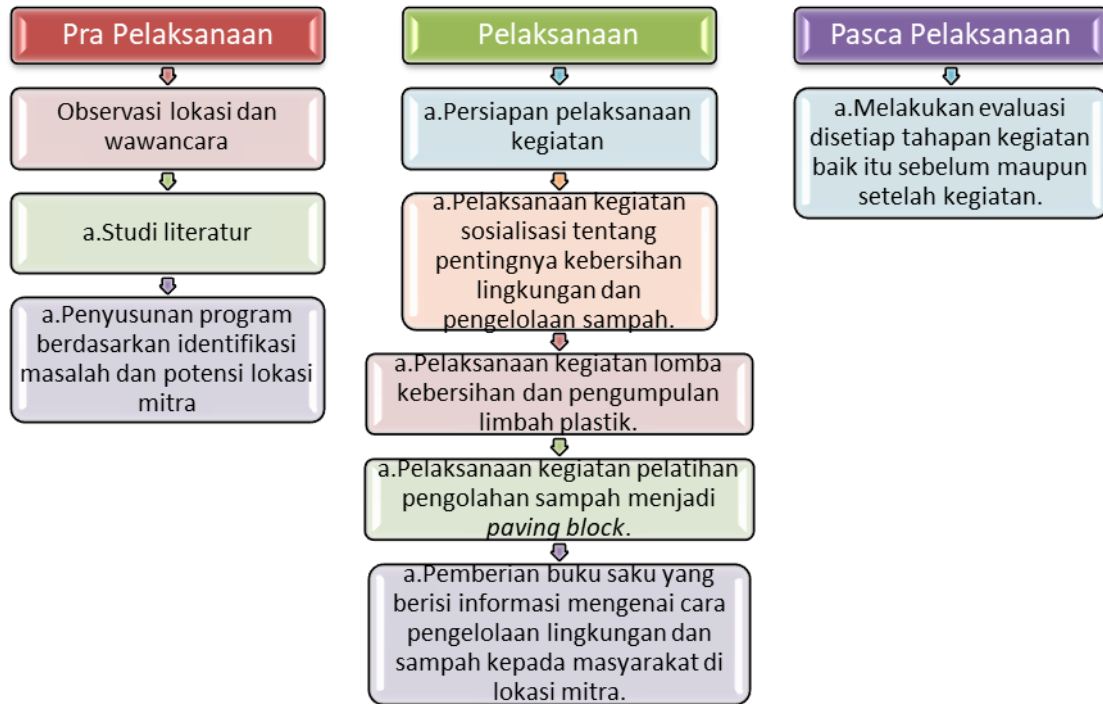 Pra Pelaksanaan
Observasi lokasi dan
wawancara
a.Studi literatur
a.Penyusunan program
berdasarkan identifikasi
masalah dan potensi lokasi
mitra
Pelaksanaan
a.Persiapan pelaksanaan
kegiatan
a.Pelaksanaan kegiatan
sosialisasi tentang
pentingnya kebersihan
lingkungan dan
pengelolaan sampah.
a.Pelaksanaan kegiatan lomba
kebersihan dan pengumpulan
limbah plastik.
a.Pelaksanaan kegiatan pelatihan
pengolahan sampah menjadi
paving block.
a.Pemberian buku saku yang
berisi informasi mengenai cara
pengelolaan lingkungan dan
sampah kepada masyarakat di
lokasi mitra.
Pasca Pelaksanaan
a.Melakukan evaluasi
disetiap tahapan kegiatan
baik itu sebelum maupun
setelah kegiatan.